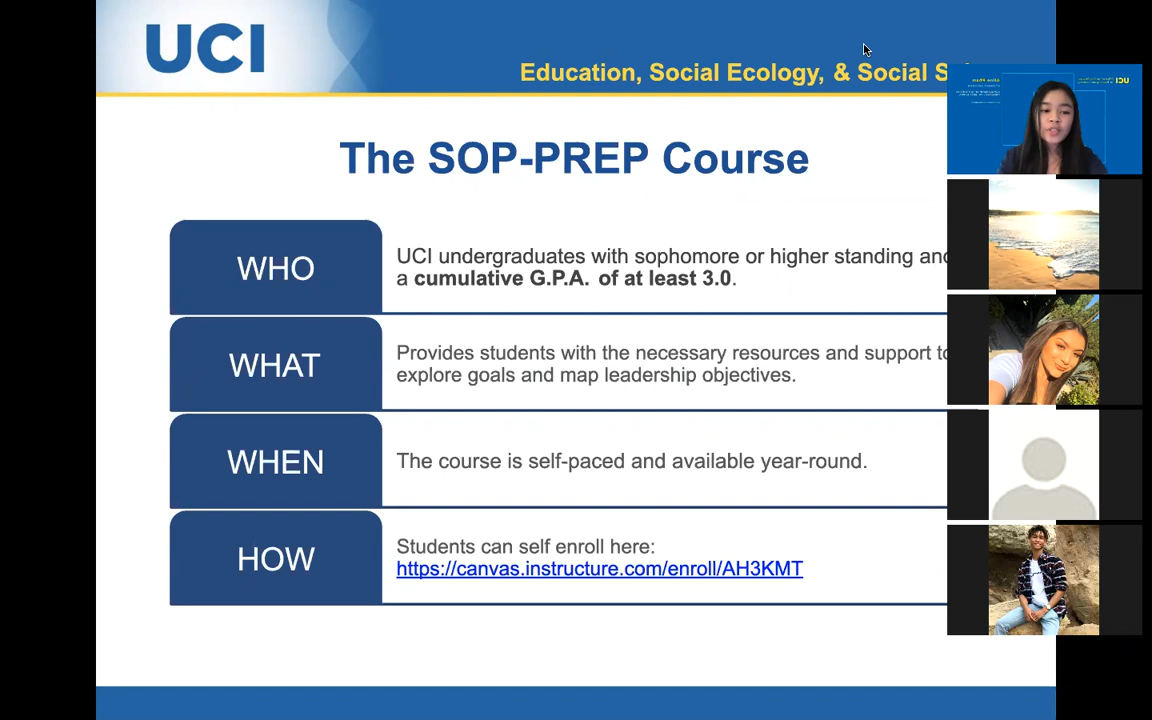 UCI
Education, Social Ecology, & Social
The SOP-PREP Course
WHO
UCI undergraduates with sophomore or higher standing and
a cumulative G.P.A. of at least 3.0.
WHAT
Provides students with the necessary resources and support to
explore goals and map leadership objectives.
WHEN
The course is self-paced and available year-round.
HOW
Students can self enroll here:
https://canvas.instructure.com/enroll/AH3KMT
UCI